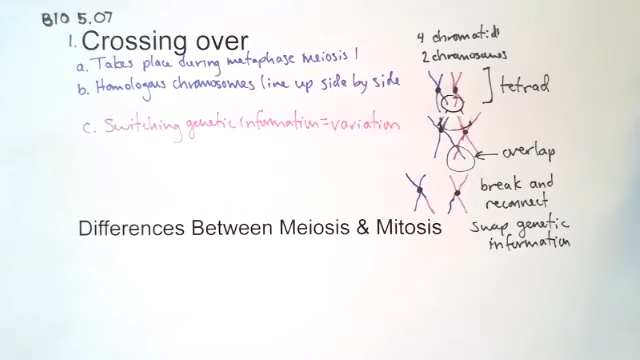 BIO 5.07
1. Crossing over
a. Takes place during metaphase meiosis I
b. Homologous chromosomes line up side by side
c. Switching genetic information = variation
4 chromatids
2 chromosomes
tetrad
overlap
break and
reconnect
swap genetic
information
Differences Between Meiosis & Mitosis